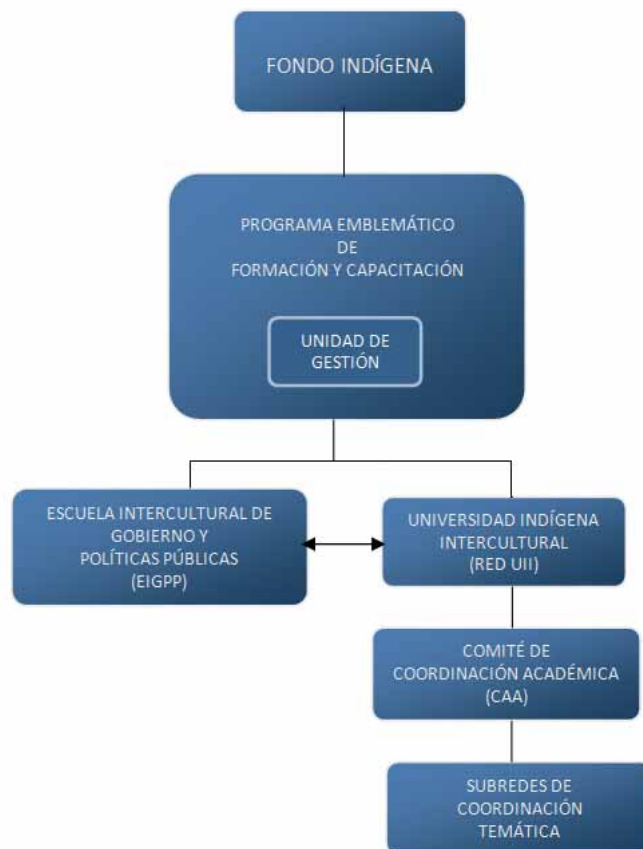 FONDO INDÍGENA
PROGRAMA EMBLEMÁTICO
DE
FORMACIÓN Y CAPACITACIÓN
UNIDAD DE
GESTIÓN
ESCUELA INTERCULTURAL DE
GOBIERNO Y
POLÍTICAS PÚBLICAS
(EIGPP)
UNIVERSIDAD INDÍGENA
INTERCULTURAL
(RED UII)
COMITÉ DE
COORDINACIÓN ACADÉMICA
(CAA)
SUBREDES DE
COORDINACIÓN
TEMÁTICA